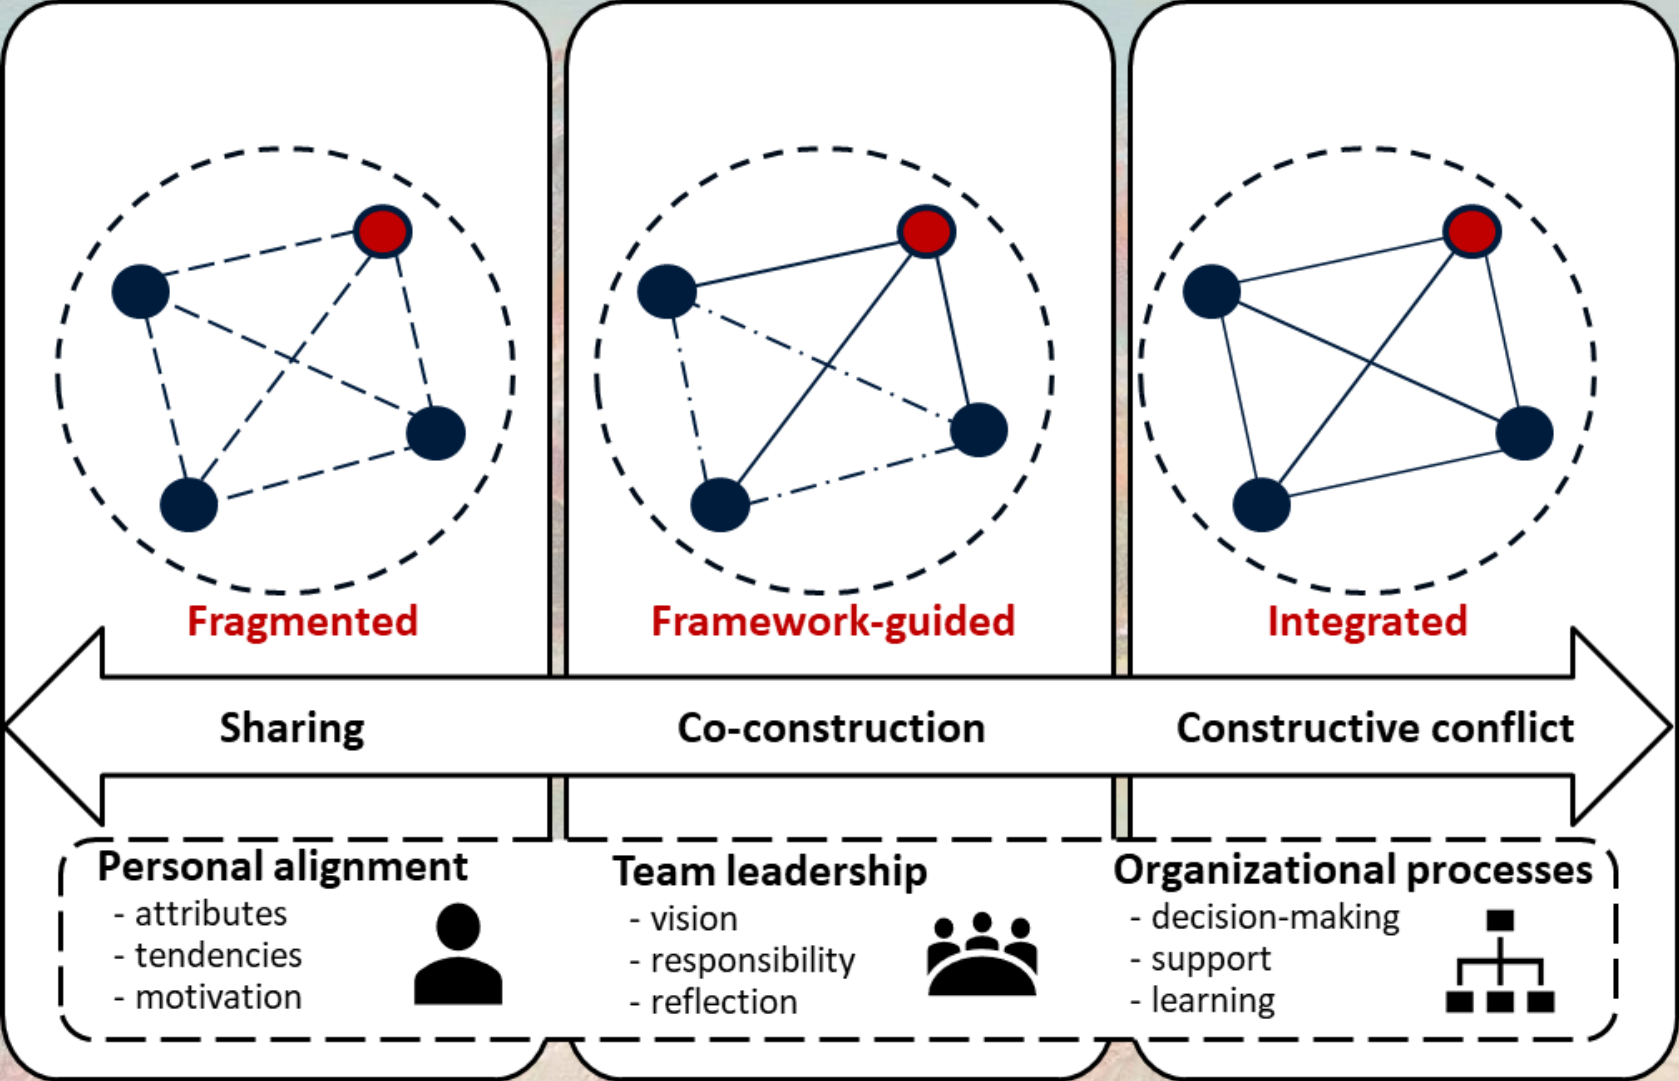 Fragmented
Framework-guided
Integrated
Sharing
Co-construction
Constructive conflict
Personal alignment
- attributes
- tendencies
- motivation
Team leadership
- vision
- responsibility
- reflection
Organizational processes
- decision-making
- support
- learning